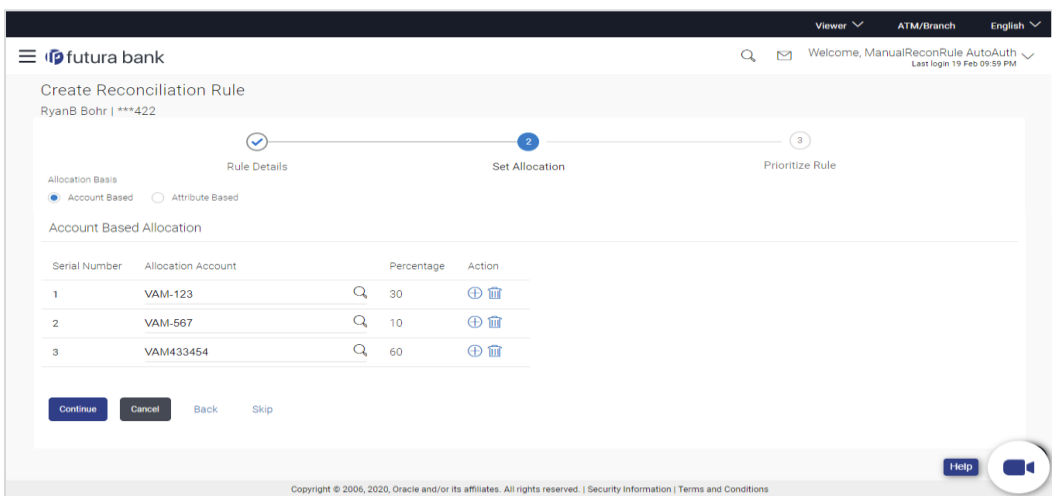 Viewer ATM/Branch English
futura bank
Welcome, ManualReconRule AutoAuth
Last login 19 Feb 09:59 PM
Create Reconciliation Rule
RyanB Bohr | ***422
2 3
Rule Details Set Allocation Prioritize Rule
Allocation Basis
Account Based Attribute Based
Account Based Allocation
Serial Number Allocation Account Percentage Action
1 VAM-123 30
2 VAM-567 10
3 VAM433454 60
Continue Cancel Back Skip
Help
Copyright © 2006, 2020, Oracle and/or its affiliates. All rights reserved. | Security Information | Terms and Conditions